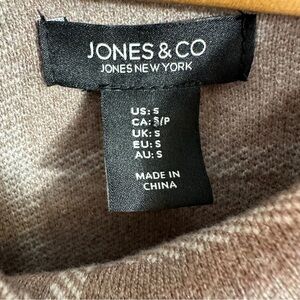 JONES & CO
JONES NEW YORK
US: S
CA: S/P
UK: S
EU: S
AU: S
MADE IN
CHINA